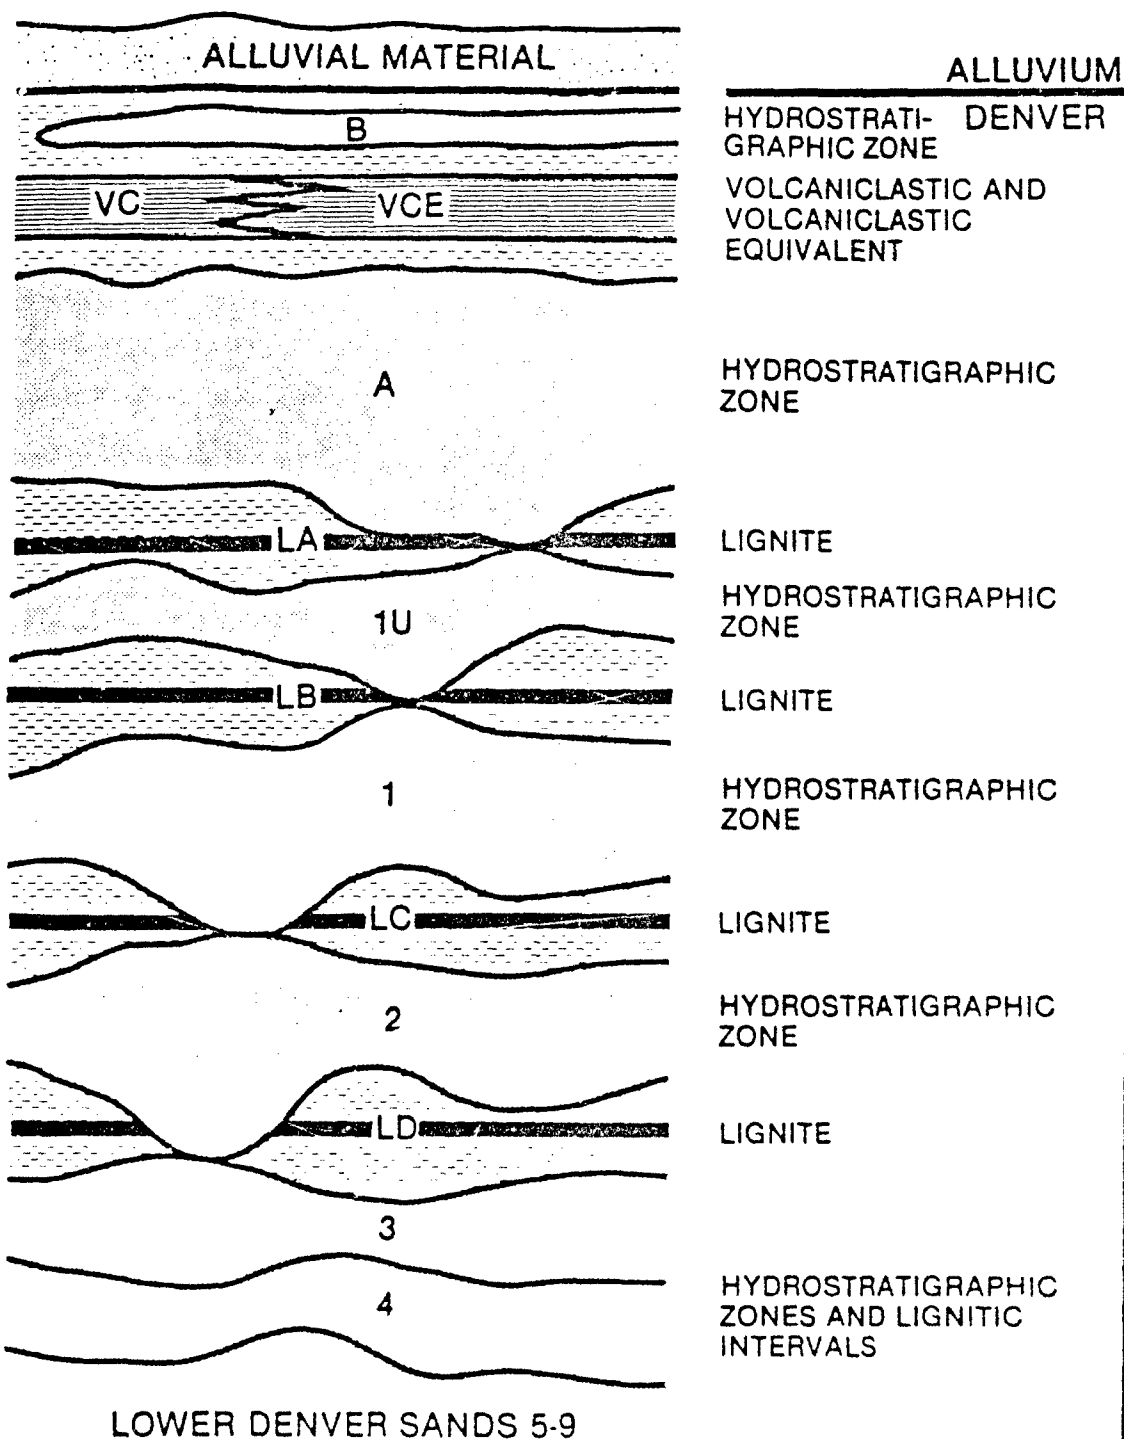 ALLUVIAL MATERIAL
ALLUVIUM
B
HYDROSTRATI- DENVER
GRAPHIC ZONE
VC
VCE
VOLCANICLASTIC AND
VOLCANICLASTIC
EQUIVALENT
A
HYDROSTRATIGRAPHIC
ZONE
LA
LIGNITE
1U
HYDROSTRATIGRAPHIC
ZONE
LB
LIGNITE
1
HYDROSTRATIGRAPHIC
ZONE
LC
LIGNITE
2
HYDROSTRATIGRAPHIC
ZONE
LD
LIGNITE
3
4
HYDROSTRATIGRAPHIC
ZONES AND LIGNITIC
INTERVALS
LOWER DENVER SANDS 5-9